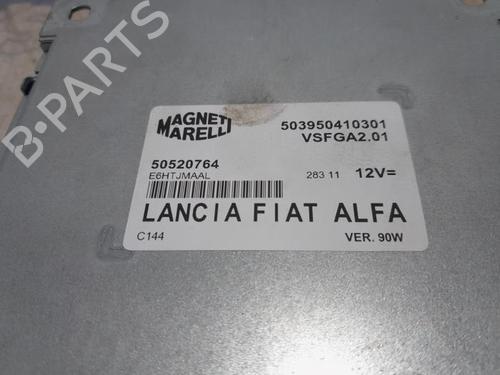 MAGNETI
MARELLI
503950410301
VSFGA2.01
50520764
E6HTJMAAL
283 11 12V=
LANCIA FIAT ALFA
C144
VER. 90W
B-PARTS